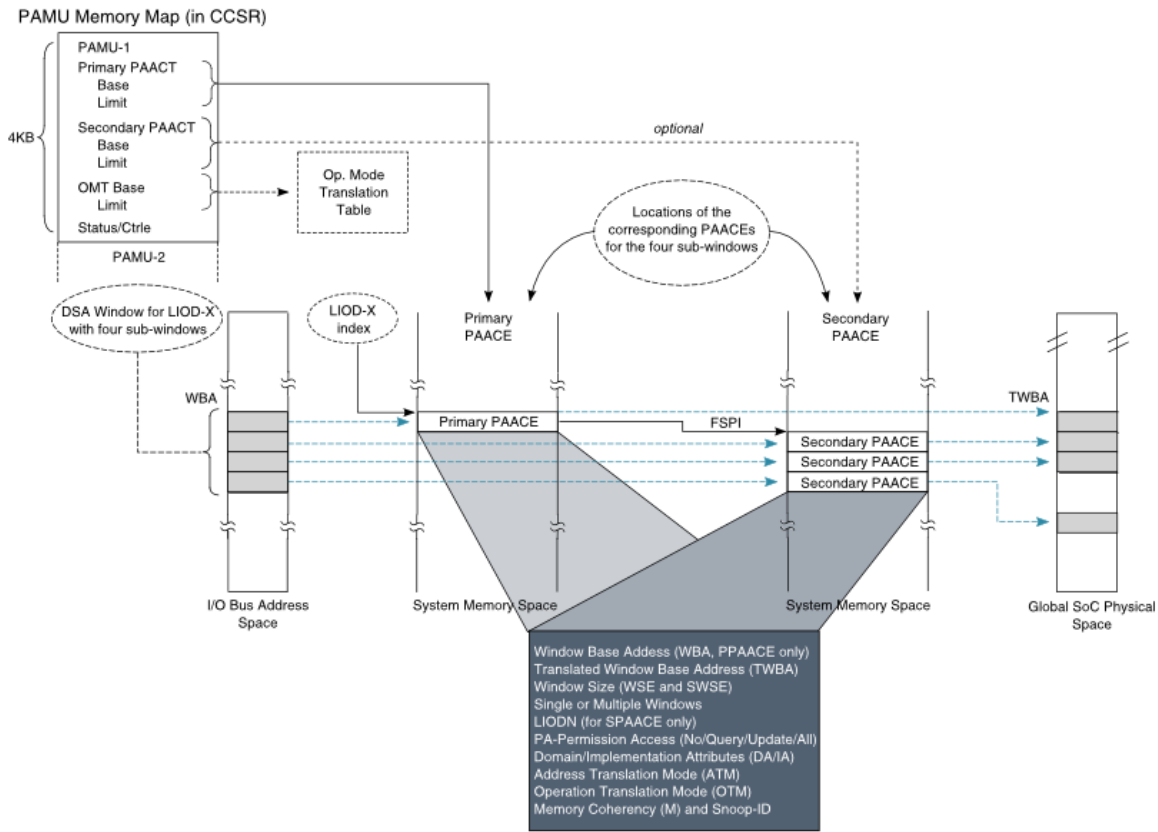 PAMU Memory Map (in CCSR)
PAMU-1
Primary PAACT
Base
Limit
4KB
Secondary PAACT
Base
Limit
optional
OMT Base
Limit
Op. Mode
Translation
Table
Status/Ctrle
PAMU-2
Locations of the
corresponding PAACEs
for the four sub-windows
DSA Window for LIOD-X
with four sub-windows
LIOD-X
index
Primary
PAACE
Secondary
PAACE
WBA
TWBA
Primary PAACE
FSPI
Secondary PAACE
Secondary PAACE
Secondary PAACE
I/O Bus Address
Space
System Memory Space
System Memory Space
Global SoC Physical
Space
Window Base Addess (WBA, PPAACE only)
Translated Window Base Address (TWBA)
Window Size (WSE and SWSE)
Single or Multiple Windows
LIODN (for SPAACE only)
PA-Permission Access (No/Query/Update/All)
Domain/Implementation Attributes (DA/IA)
Address Translation Mode (ATM)
Operation Translation Mode (OTM)
Memory Coherency (M) and Snoop-ID